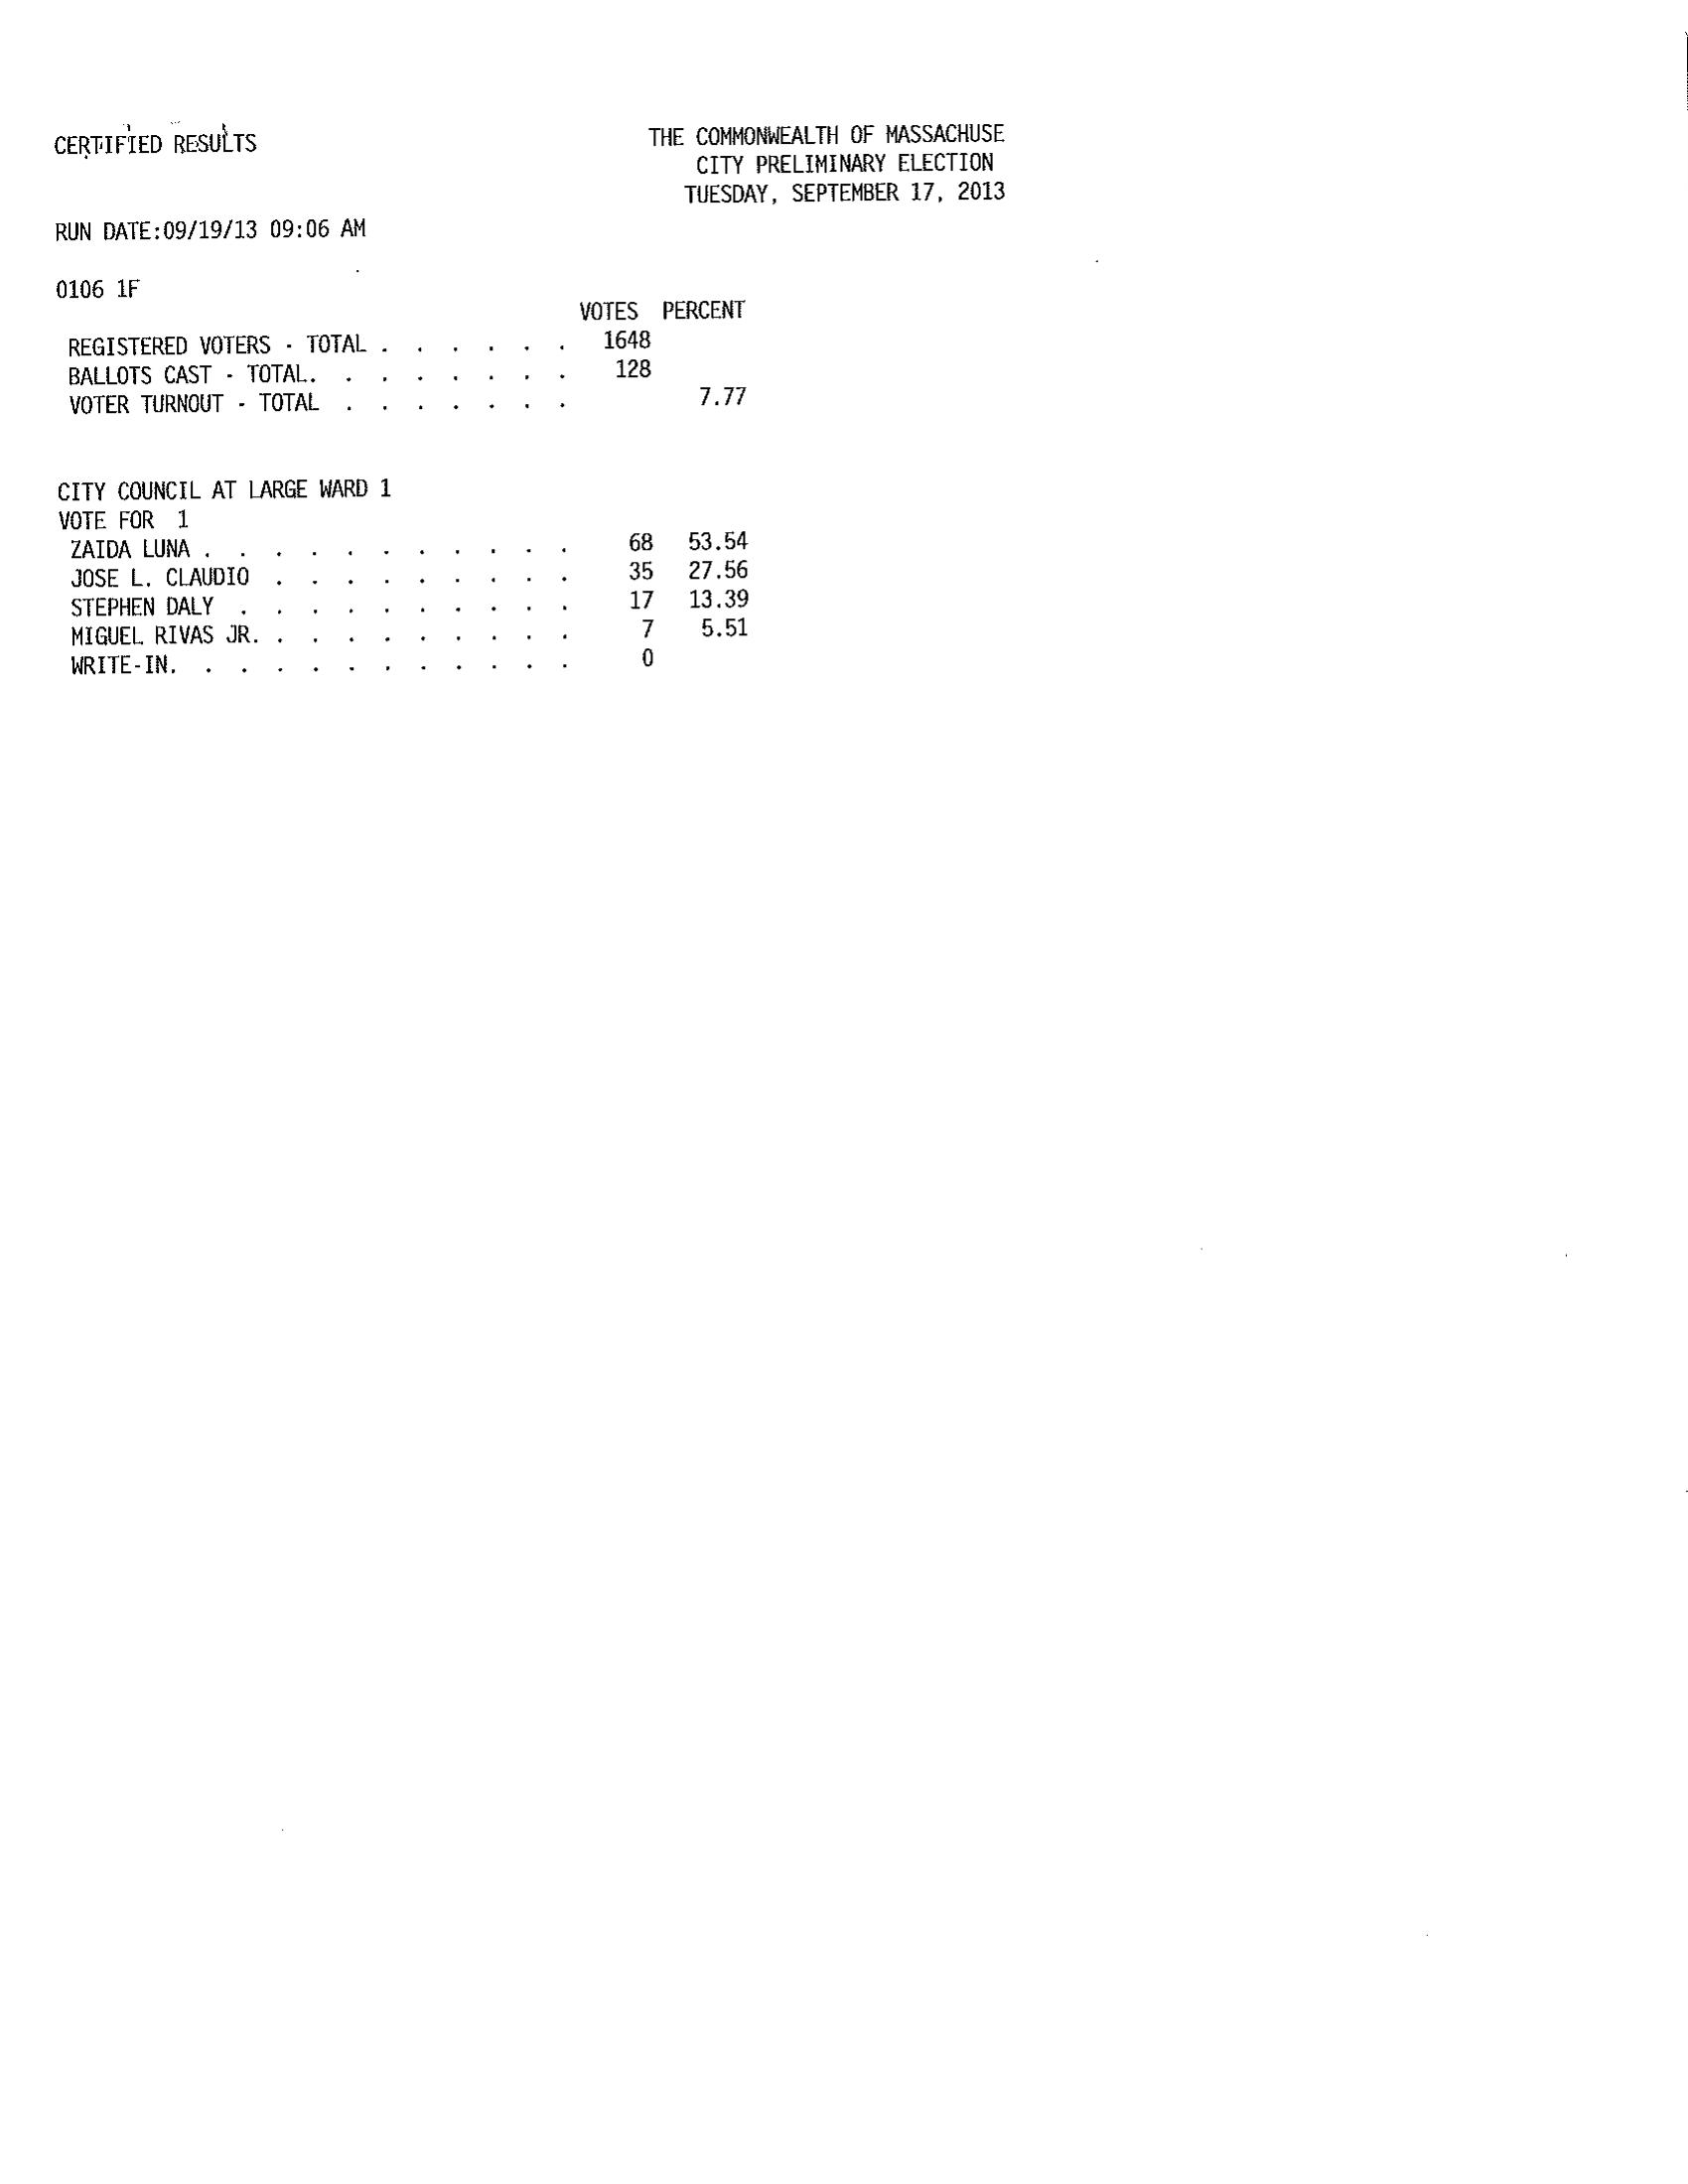 CERTIFIED RESULTS
THE COMMONWEALTH OF MASSACHUSE
CITY PRELIMINARY ELECTION
TUESDAY, SEPTEMBER 17, 2013
RUN DATE:09/19/13 09:06 AM
0106 1F
VOTES PERCENT
REGISTERED VOTERS - TOTAL . . . . . . 1648
BALLOTS CAST - TOTAL. . . . . . . . 128
VOTER TURNOUT - TOTAL . . . . . . . 7.77
CITY COUNCIL AT LARGE WARD 1
VOTE FOR 1
ZAIDA LUNA . . . . . . . . . . . 68 53.54
JOSE L. CLAUDIO . . . . . . . . . 35 27.56
STEPHEN DALY . . . . . . . . . . 17 13.39
MIGUEL RIVAS JR. . . . . . . . . . 7 5.51
WRITE-IN. . . . . . . . . . . . 0